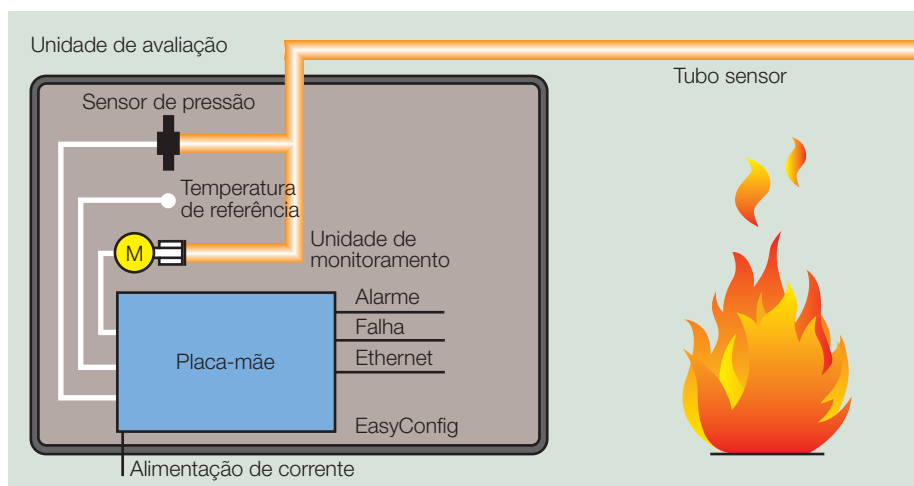 Unidade de avaliação
Tubo sensor
Sensor de pressão
Temperatura
de referência
M
Unidade de
monitoramento
Placa-mãe
Alarme
Falha
Ethernet
EasyConfig
Alimentação de corrente